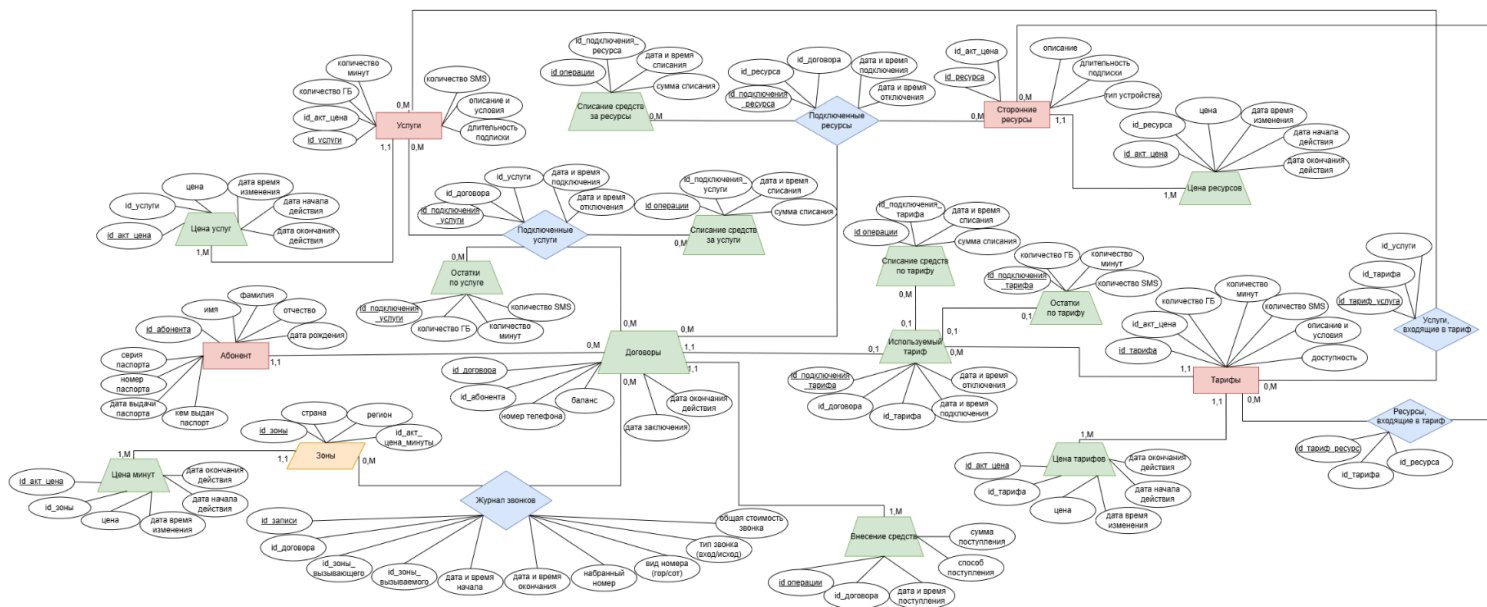 количество
минут
количество SMS
количество ГБ
описание и
условия
id_акт_цена
длительность
подписки
id_услуги
Услуги
0,M
1,1
0,M
id_подключения_
ресурса
дата и время
списания
id операции
сумма списания
Списание средств
за ресурсы
0,M
id_договора
id_ресурса
дата и время
подключения
id_подключения
_ресурса
дата и время
отключения
Подключенные
ресурсы
0,M
id_акт_цена
описание
id_ресурса
длительность
подписки
тип устройства
0,M
Сторонние
ресурсы
1,1
цена
id_ресурса
дата время
изменения
дата начала
действия
id_акт_цена
дата окончания
действия
Цена ресурсов
1,M
цена
дата время
изменения
id_услуги
дата начала
действия
id_акт_цена
дата окончания
действия
Цена услуг
1,M
id_услуги
дата и время
подключения
id_договора
дата и время
отключения
id_подключения
_услуги
Подключенные
услуги
0,M
id_подключения_
услуги
дата и время
списания
id операции
сумма списания
Списание средств
за услуги
0,M
id_подключения_
тарифа
дата и время
списания
id операции
сумма списания
Списание средств
по тарифу
0,M
количество ГБ
количество
минут
id_подключения
_тарифа
количество SMS
Остатки
по тарифу
0,1
Остатки
по услуге
id_подключения
_услуги
количество SMS
количество ГБ
количество
минут
количество
минут
количество ГБ
количество SMS
id_акт_цена
описание и
условия
id_тарифа
доступность
Тарифы
1,1
0,M
1,1
0,M
id_услуги
id_тарифа
id_тариф_услуга
Услуги,
входящие в тариф
фамилия
имя
отчество
id_абонента
дата рождения
серия
паспорта
Абонент
1,1
номер
паспорта
дата выдачи
паспорта
кем выдан
паспорт
0,M
0,M
0,M
Договоры
1,1
1,1
0,M
id_договора
id_абонента
номер телефона
баланс
дата окончания
действия
дата заключения
0,1
0,1
0,1
0,M
Используемый
тариф
id_подключения
_тарифа
дата и время
отключения
id_договора
id_тарифа
дата и время
подключения
страна
регион
id_зоны
id_акт_
цена_минуты
1,1
Зоны
0,M
1,M
Цена минут
id_акт_цена
дата окончания
действия
id_зоны
дата начала
действия
цена
дата время
изменения
Журнал звонков
id_записи
id_договора
id_зоны_
вызывающего
id_зоны_
вызываемого
дата и время
начала
дата и время
окончания
набранный
номер
вид номера
(гор/сот)
тип звонка
(вход/исход)
общая стоимость
звонка
1,M
Внесение средств
сумма
поступления
способ
поступления
id операции
id_договора
дата и время
поступления
1,M
Цена тарифов
id_акт_цена
дата окончания
действия
id_тарифа
дата начала
действия
цена
дата время
изменения
Ресурсы,
входящие в тариф
id_тариф_ресурс
id_ресурса
id_тарифа